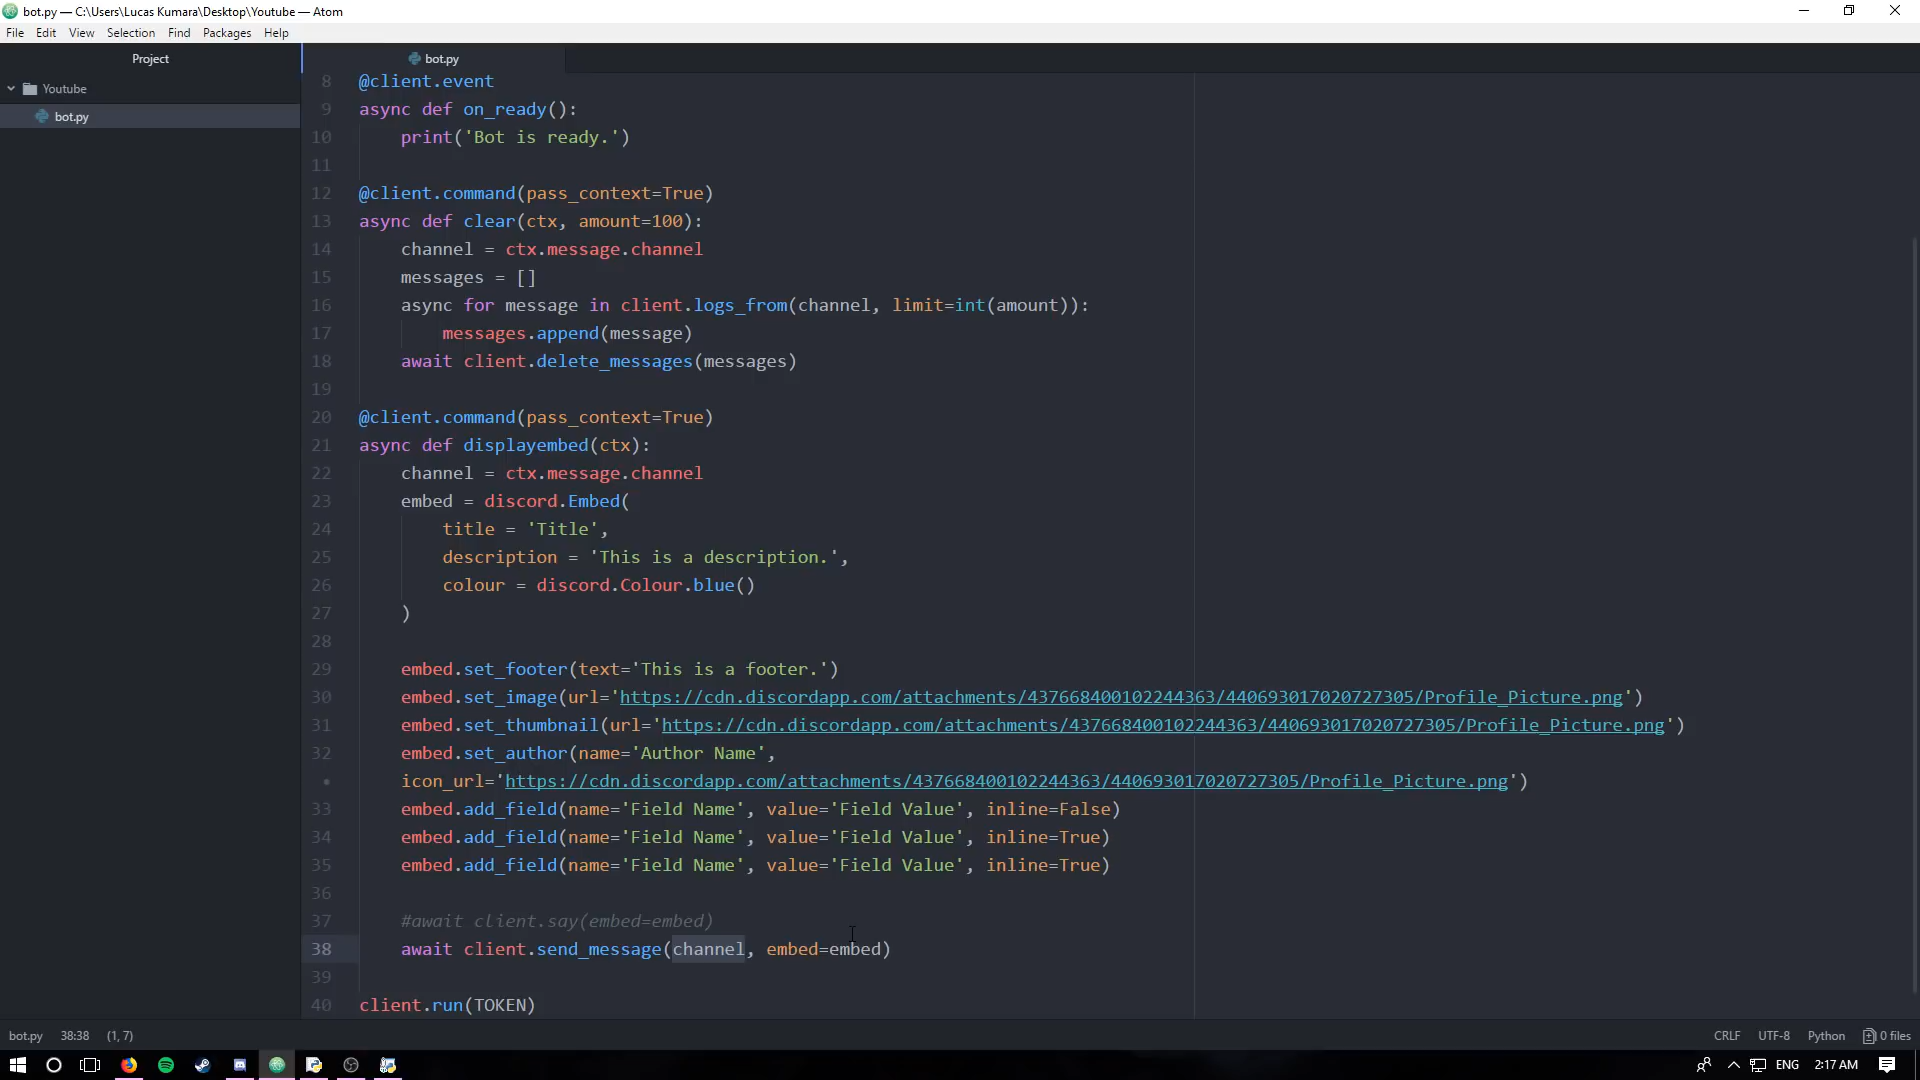 bot.py — C:\Users\Lucas Kumara\Desktop\Youtube — Atom
File Edit View Selection Find Packages Help
Project
bot.py
Youtube
bot.py
8 @client.event
9 async def on_ready():
10 print('Bot is ready.')
11
12 @client.command(pass_context=True)
13 async def clear(ctx, amount=100):
14 channel = ctx.message.channel
15 messages = []
16 async for message in client.logs_from(channel, limit=int(amount)):
17 messages.append(message)
18 await client.delete_messages(messages)
19
20 @client.command(pass_context=True)
21 async def displayembed(ctx):
22 channel = ctx.message.channel
23 embed = discord.Embed(
24 title = 'Title',
25 description = 'This is a description.',
26 colour = discord.Colour.blue()
27 )
28
29 embed.set_footer(text='This is a footer.')
30 embed.set_image(url='https://cdn.discordapp.com/attachments/437668400102244363/440693017020727305/Profile_Picture.png')
31 embed.set_thumbnail(url='https://cdn.discordapp.com/attachments/437668400102244363/440693017020727305/Profile_Picture.png')
32 embed.set_author(name='Author Name',
• icon_url='https://cdn.discordapp.com/attachments/437668400102244363/440693017020727305/Profile_Picture.png')
33 embed.add_field(name='Field Name', value='Field Value', inline=False)
34 embed.add_field(name='Field Name', value='Field Value', inline=True)
35 embed.add_field(name='Field Name', value='Field Value', inline=True)
36
37 #await client.say(embed=embed)
38 await client.send_message(channel, embed=embed)
39
40 client.run(TOKEN)
bot.py 38:38 (1, 7) CRLF UTF-8 Python 0 files
ENG 2:17 AM